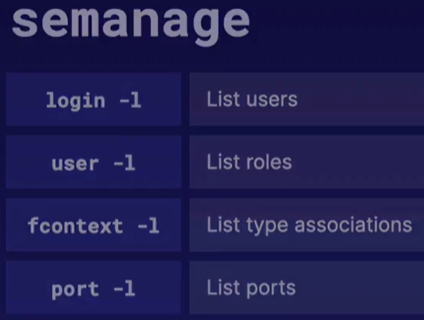 semanage
login -l List users
user -l List roles
fcontext -l List type associations
port -l List ports